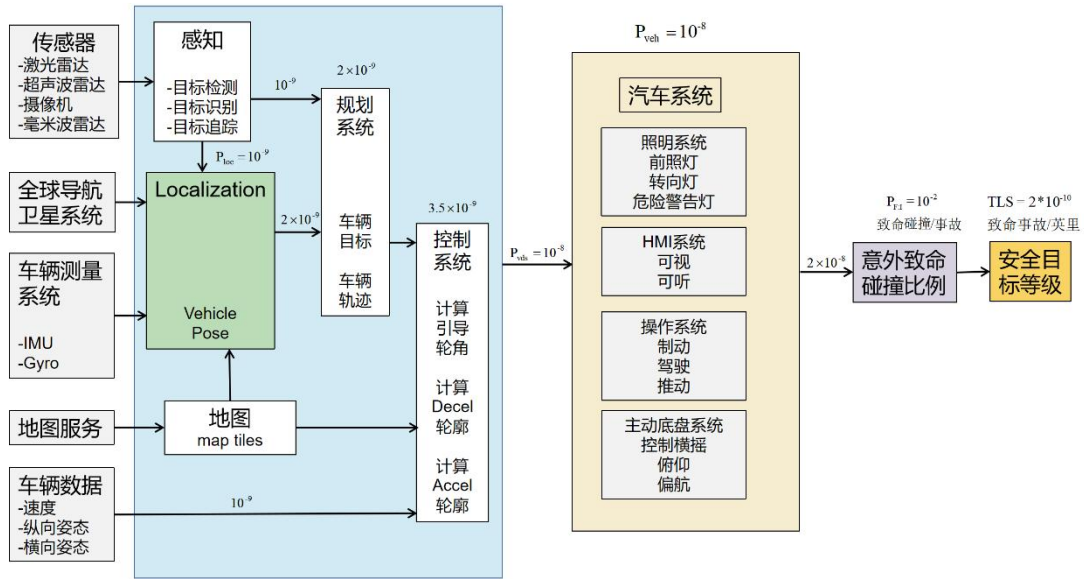 传感器
-激光雷达
-超声波雷达
-摄像机
-毫米波雷达
全球导航
卫星系统
车辆测量
系统
-IMU
-Gyro
地图服务
车辆数据
-速度
-纵向姿态
-横向姿态
感知
-目标检测
-目标识别
-目标追踪
10⁻⁹
P_loc = 10⁻⁹
Localization
Vehicle
Pose
2×10⁻⁹
地图
map tiles
10⁻⁹
2×10⁻⁹
规划
系统
车辆
目标
车辆
轨迹
3.5×10⁻⁹
控制
系统
计算
引导
轮角
计算
Decel
轮廓
计算
Accel
轮廓
P_vds = 10⁻⁸
P_veh = 10⁻⁸
汽车系统
照明系统
前照灯
转向灯
危险警告灯
HMI系统
可视
可听
操作系统
制动
驾驶
推动
主动底盘系统
控制横摇
俯仰
偏航
2×10⁻⁸
P_F:I = 10⁻²
致命碰撞/事故
意外致命
碰撞比例
TLS = 2*10⁻¹⁰
致命事故/英里
安全目
标等级